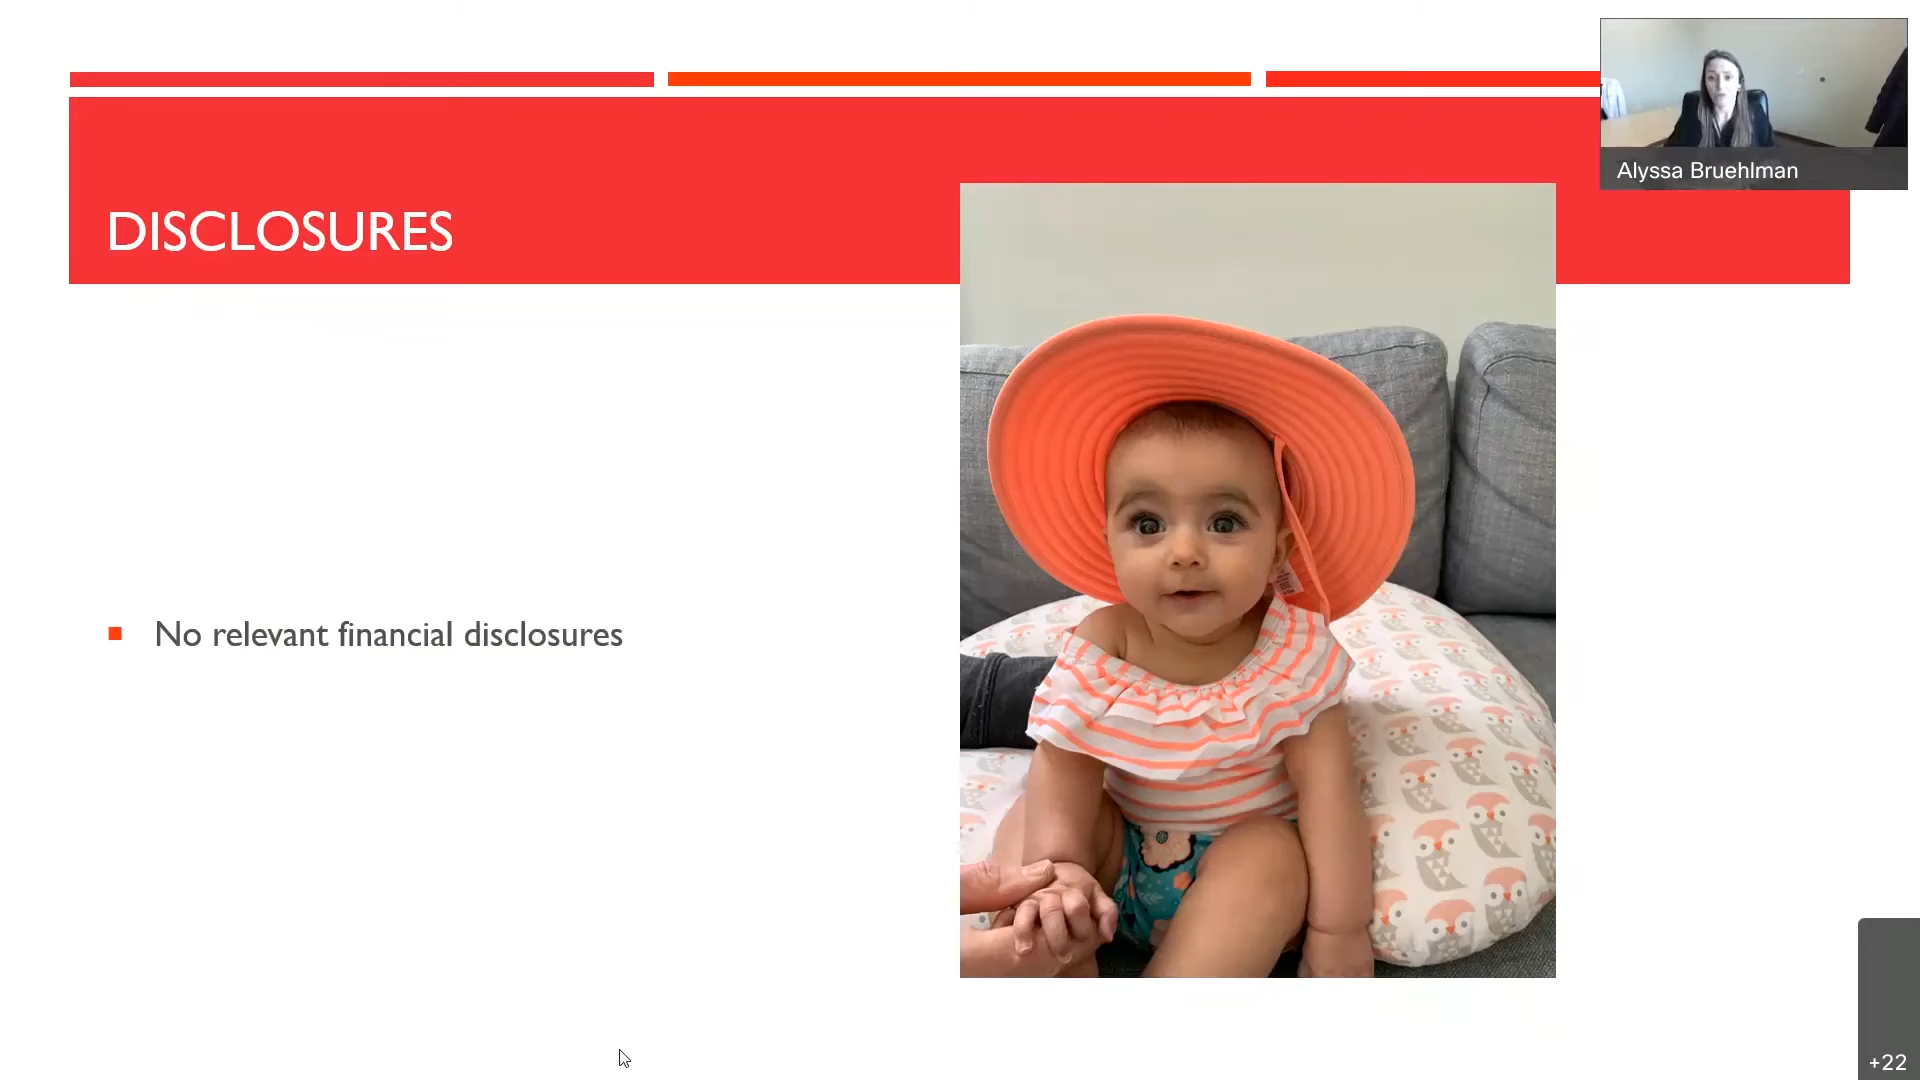 Alyssa Bruehlman
DISCLOSURES
No relevant financial disclosures
+22